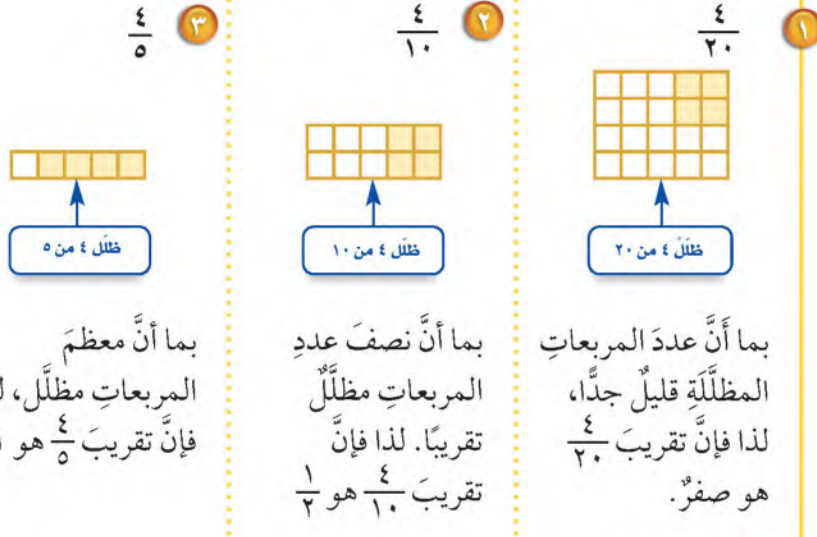 ١
٤/٢٠
ظلّلْ ٤ من ٢٠
بما أَنَّ عددَ المربعاتِ
المظلَّلَةِ قليلٌ جدًّا،
لذا فإنَّ تقريبَ ٤/٢٠
هو صفرٌ.
٢
٤/١٠
ظلّل ٤ من ١٠
بما أنَّ نصفَ عددِ
المربعاتِ مظلَّلٌ
تقريبًا. لذا فإنَّ
تقريبَ ٤/١٠ هو ١/٢
٣
٤/٥
ظلّل ٤ من ٥
بما أنَّ معظمَ
المربعاتِ مظلَّل،
فإنَّ تقريبَ ٤/٥ هو